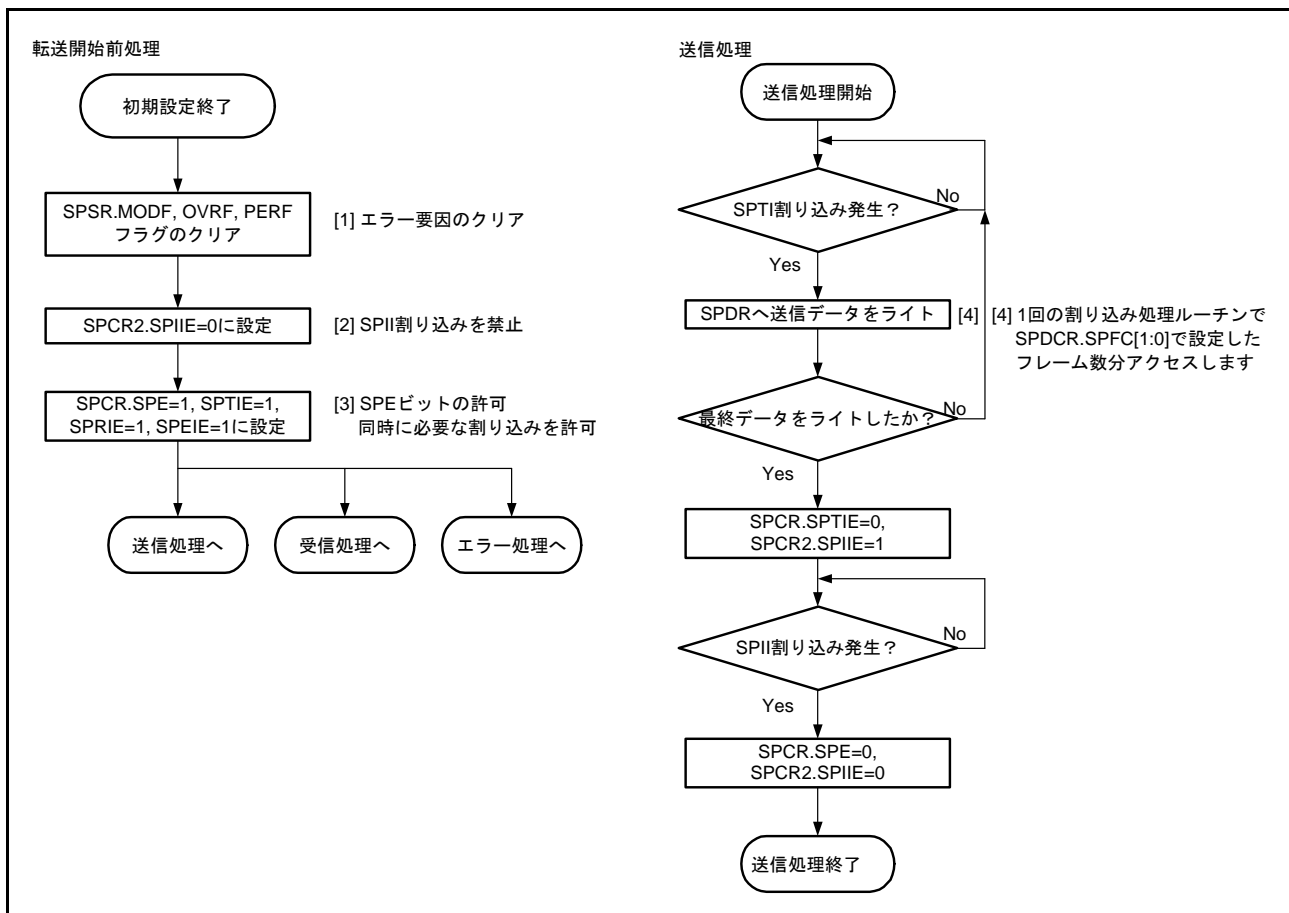 転送開始前処理
初期設定終了
SPSR.MODF, OVRF, PERF
フラグのクリア
[1] エラー要因のクリア
SPCR2.SPIIE=0に設定
[2] SPII割り込みを禁止
SPCR.SPE=1, SPTIE=1,
SPRIE=1, SPEIE=1に設定
[3] SPEビットの許可
同時に必要な割り込みを許可
送信処理へ
受信処理へ
エラー処理へ
送信処理
送信処理開始
SPTI割り込み発生？
No
Yes
SPDRへ送信データをライト
[4]
[4] 1回の割り込み処理ルーチンで
SPDCR.SPFC[1:0]で設定した
フレーム数分アクセスします
最終データをライトしたか？
No
Yes
SPCR.SPTIE=0,
SPCR2.SPIIE=1
SPII割り込み発生？
No
Yes
SPCR.SPE=0,
SPCR2.SPIIE=0
送信処理終了